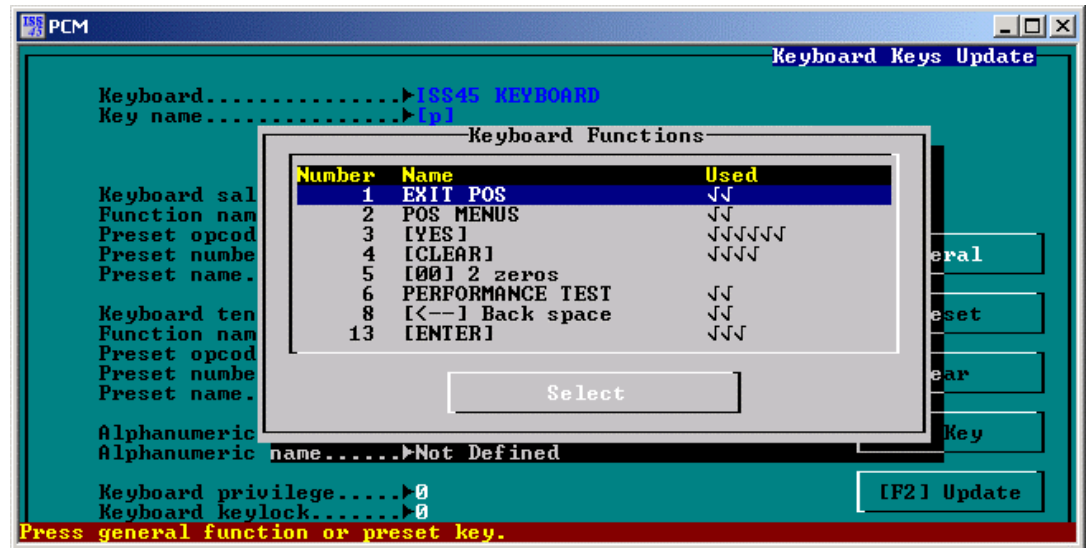 ISS 45 PCM
Keyboard Keys Update
Keyboard................►ISS45 KEYBOARD
Key name................►[p]
Keyboard Functions
Number Name Used
1 EXIT POS √√
2 POS MENUS √√
3 [YES] √√√√√√
4 [CLEAR] √√√√
5 [00] 2 zeros
6 PERFORMANCE TEST √√
8 [<--] Back space √√
13 [ENTER] √√√
Select
Keyboard sal
Function nam
Preset opcod
Preset numbe
Preset name.
Keyboard ten
Function nam
Preset opcod
Preset numbe
Preset name.
Alphanumeric
Alphanumeric name......►Not Defined
Keyboard privilege.....►0
Keyboard keylock.......►0
eral
eset
ear
Key
[F2] Update
Press general function or preset key.